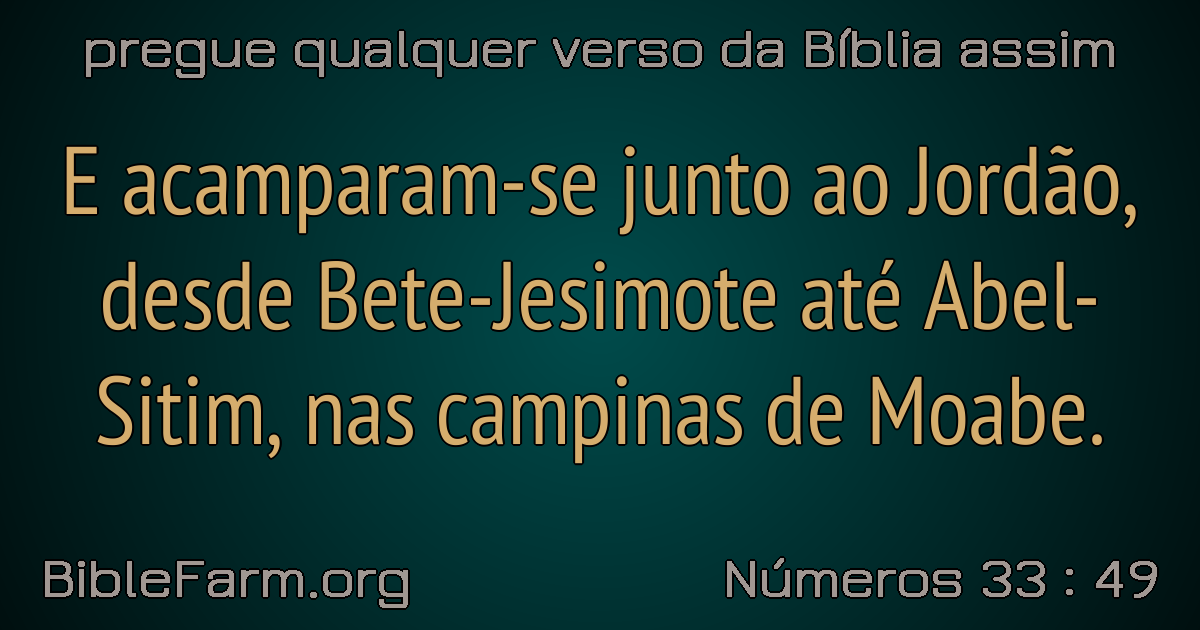 pregue qualquer verso da Bíblia assim
E acamparam-se junto ao Jordão,
desde Bete-Jesimote até Abel-
Sitim, nas campinas de Moabe.
BibleFarm.org
Números 33 : 49